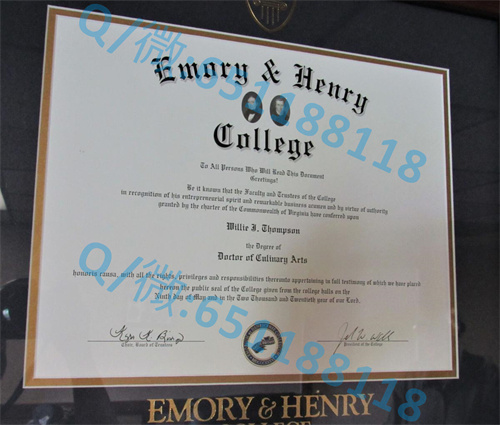 Q/微:651188118
Emory & Henry
College
To All Persons Who Will Read This Document
Greetings!
Be it known that the Faculty and Trustees of the College
in recognition of his entrepreneurial spirit and remarkable business acumen and by virtue of authority
granted by the charter of the Commonwealth of Virginia have conferred upon
Willie J. Thompson
the Degree of
Doctor of Culinary Arts
honoris causa, with all the rights, privileges and responsibilities thereunto appertaining in full testimony of which we have placed
hereon the public seal of the College given from the college halls on the
Ninth day of May and in the Two Thousand and Twentieth year of our Lord.
Q/微:651188118
Chair, Board of Trustees
President of the College
EMORY & HENRY
COLLEGE